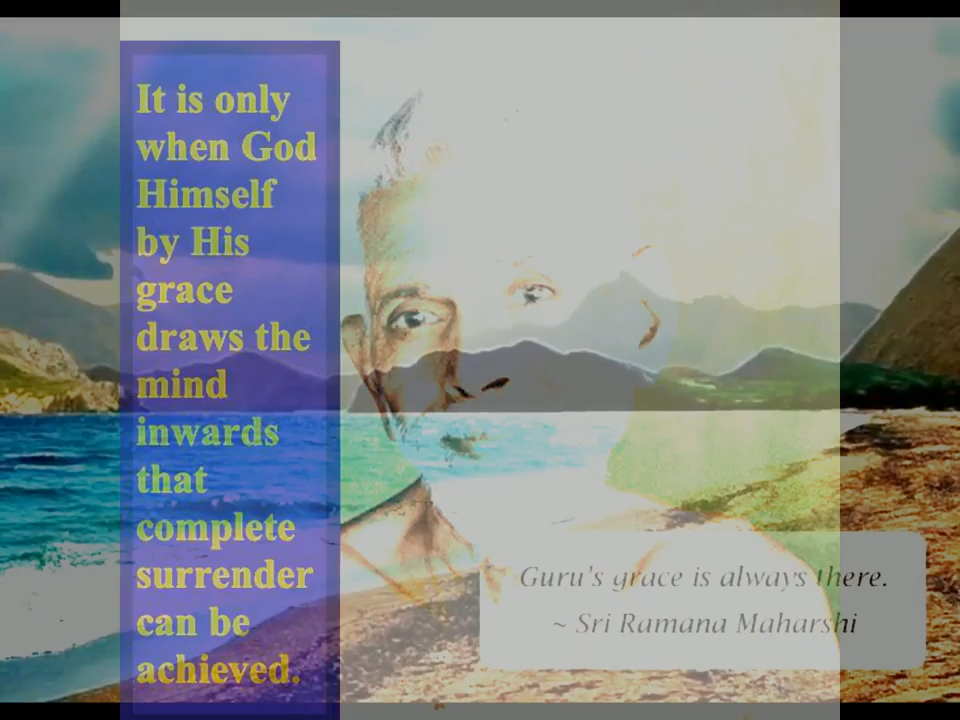 It is only
when God
Himself
by His
grace
draws the
mind
inwards
that
complete
surrender
can be
achieved.
Guru's grace is always there.
~ Sri Ramana Maharshi